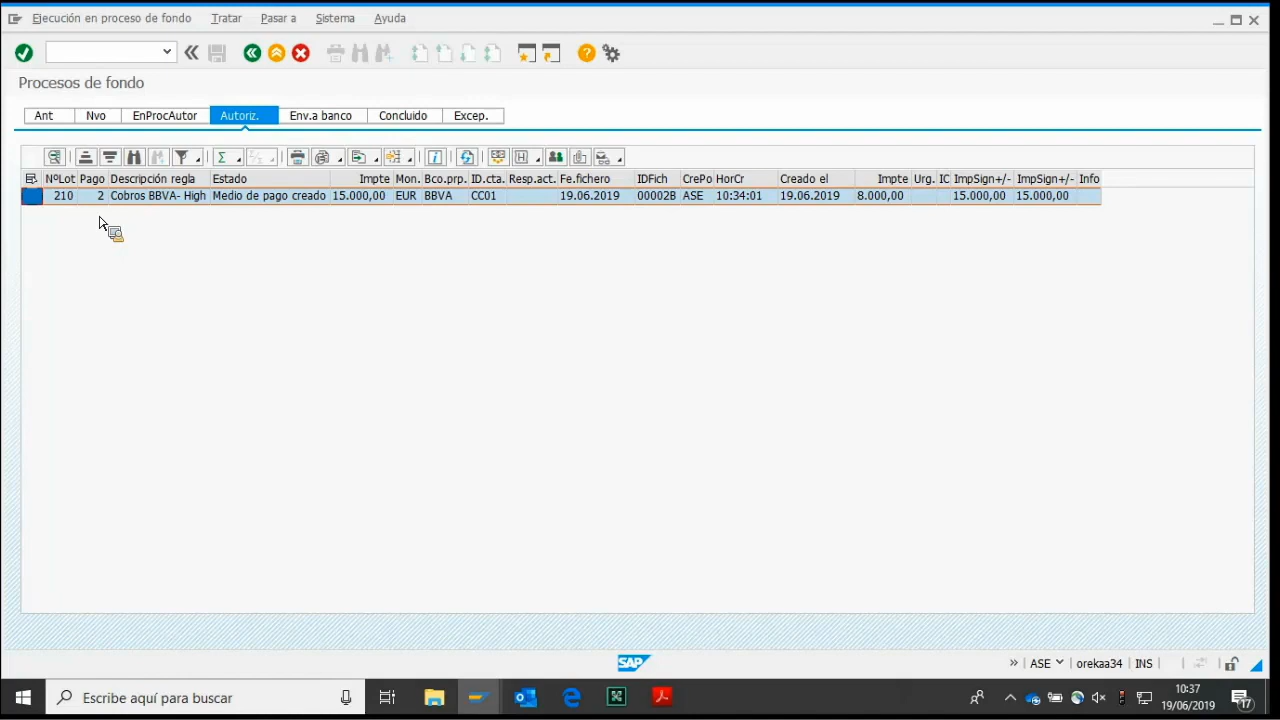 Ejecución en proceso de fondo Tratar Pasar a Sistema Ayuda
Procesos de fondo
Ant Nvo EnProcAutor Autoriz. Env.a banco Concluido Excep.
NºLot Pago Descripción regla Estado Impte Mon. Bco.prp. ID.cta. Resp.act. Fe.fichero IDFich CrePo HorCr Creado el Impte Urg. IC ImpSign+/- ImpSign+/- Info
210 2 Cobros BBVA- High Medio de pago creado 15.000,00 EUR BBVA CC01 19.06.2019 00002B ASE 10:34:01 19.06.2019 8.000,00 15.000,00 15.000,00
SAP » ASE orekaa34 INS
Escribe aquí para buscar
10:37
19/06/2019
17